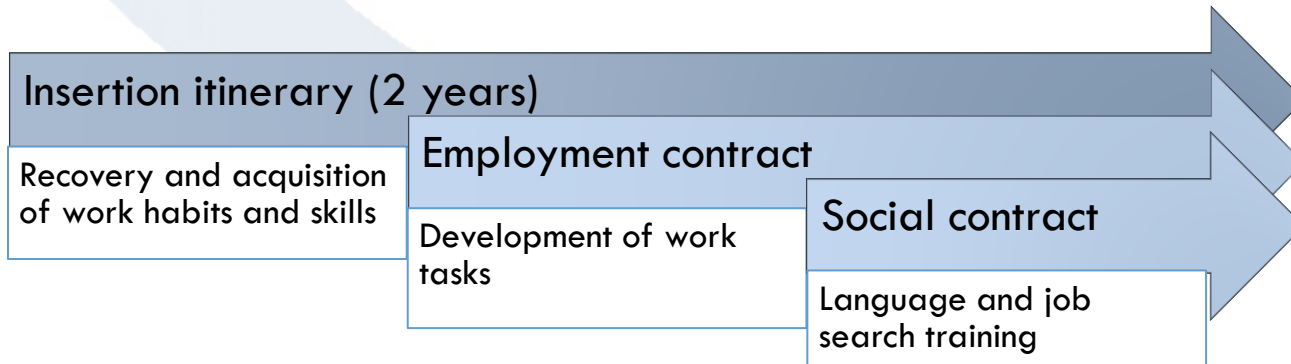 Insertion itinerary (2 years)
Recovery and acquisition
of work habits and skills
Employment contract
Development of work
tasks
Social contract
Language and job
search training